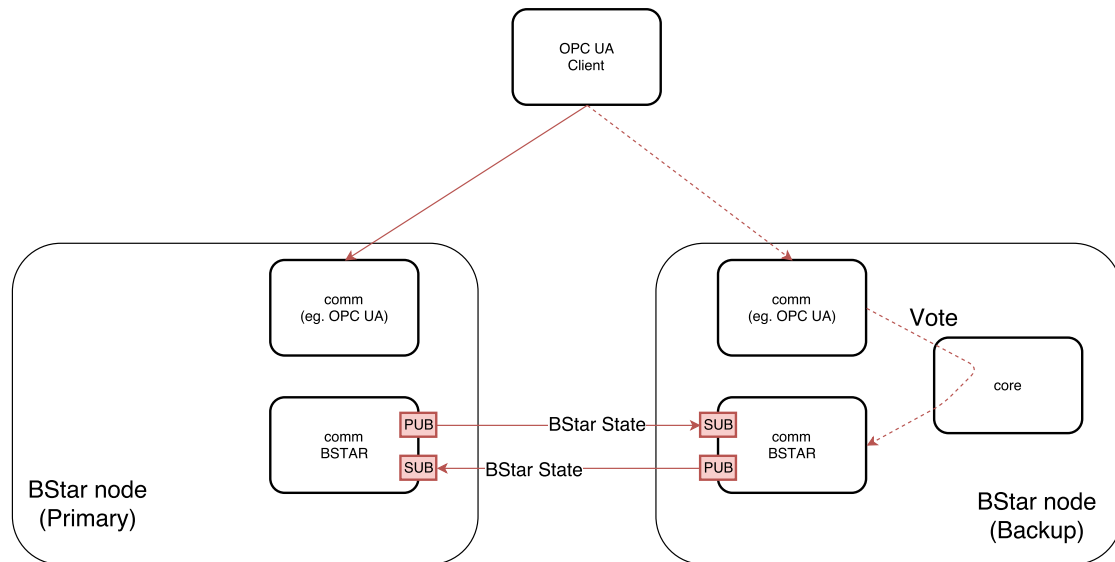 OPC UA
Client
comm
(eg. OPC UA)
comm
(eg. OPC UA)
Vote
core
comm
BSTAR
PUB
SUB
BStar State
BStar State
SUB
PUB
comm
BSTAR
BStar node
(Primary)
BStar node
(Backup)